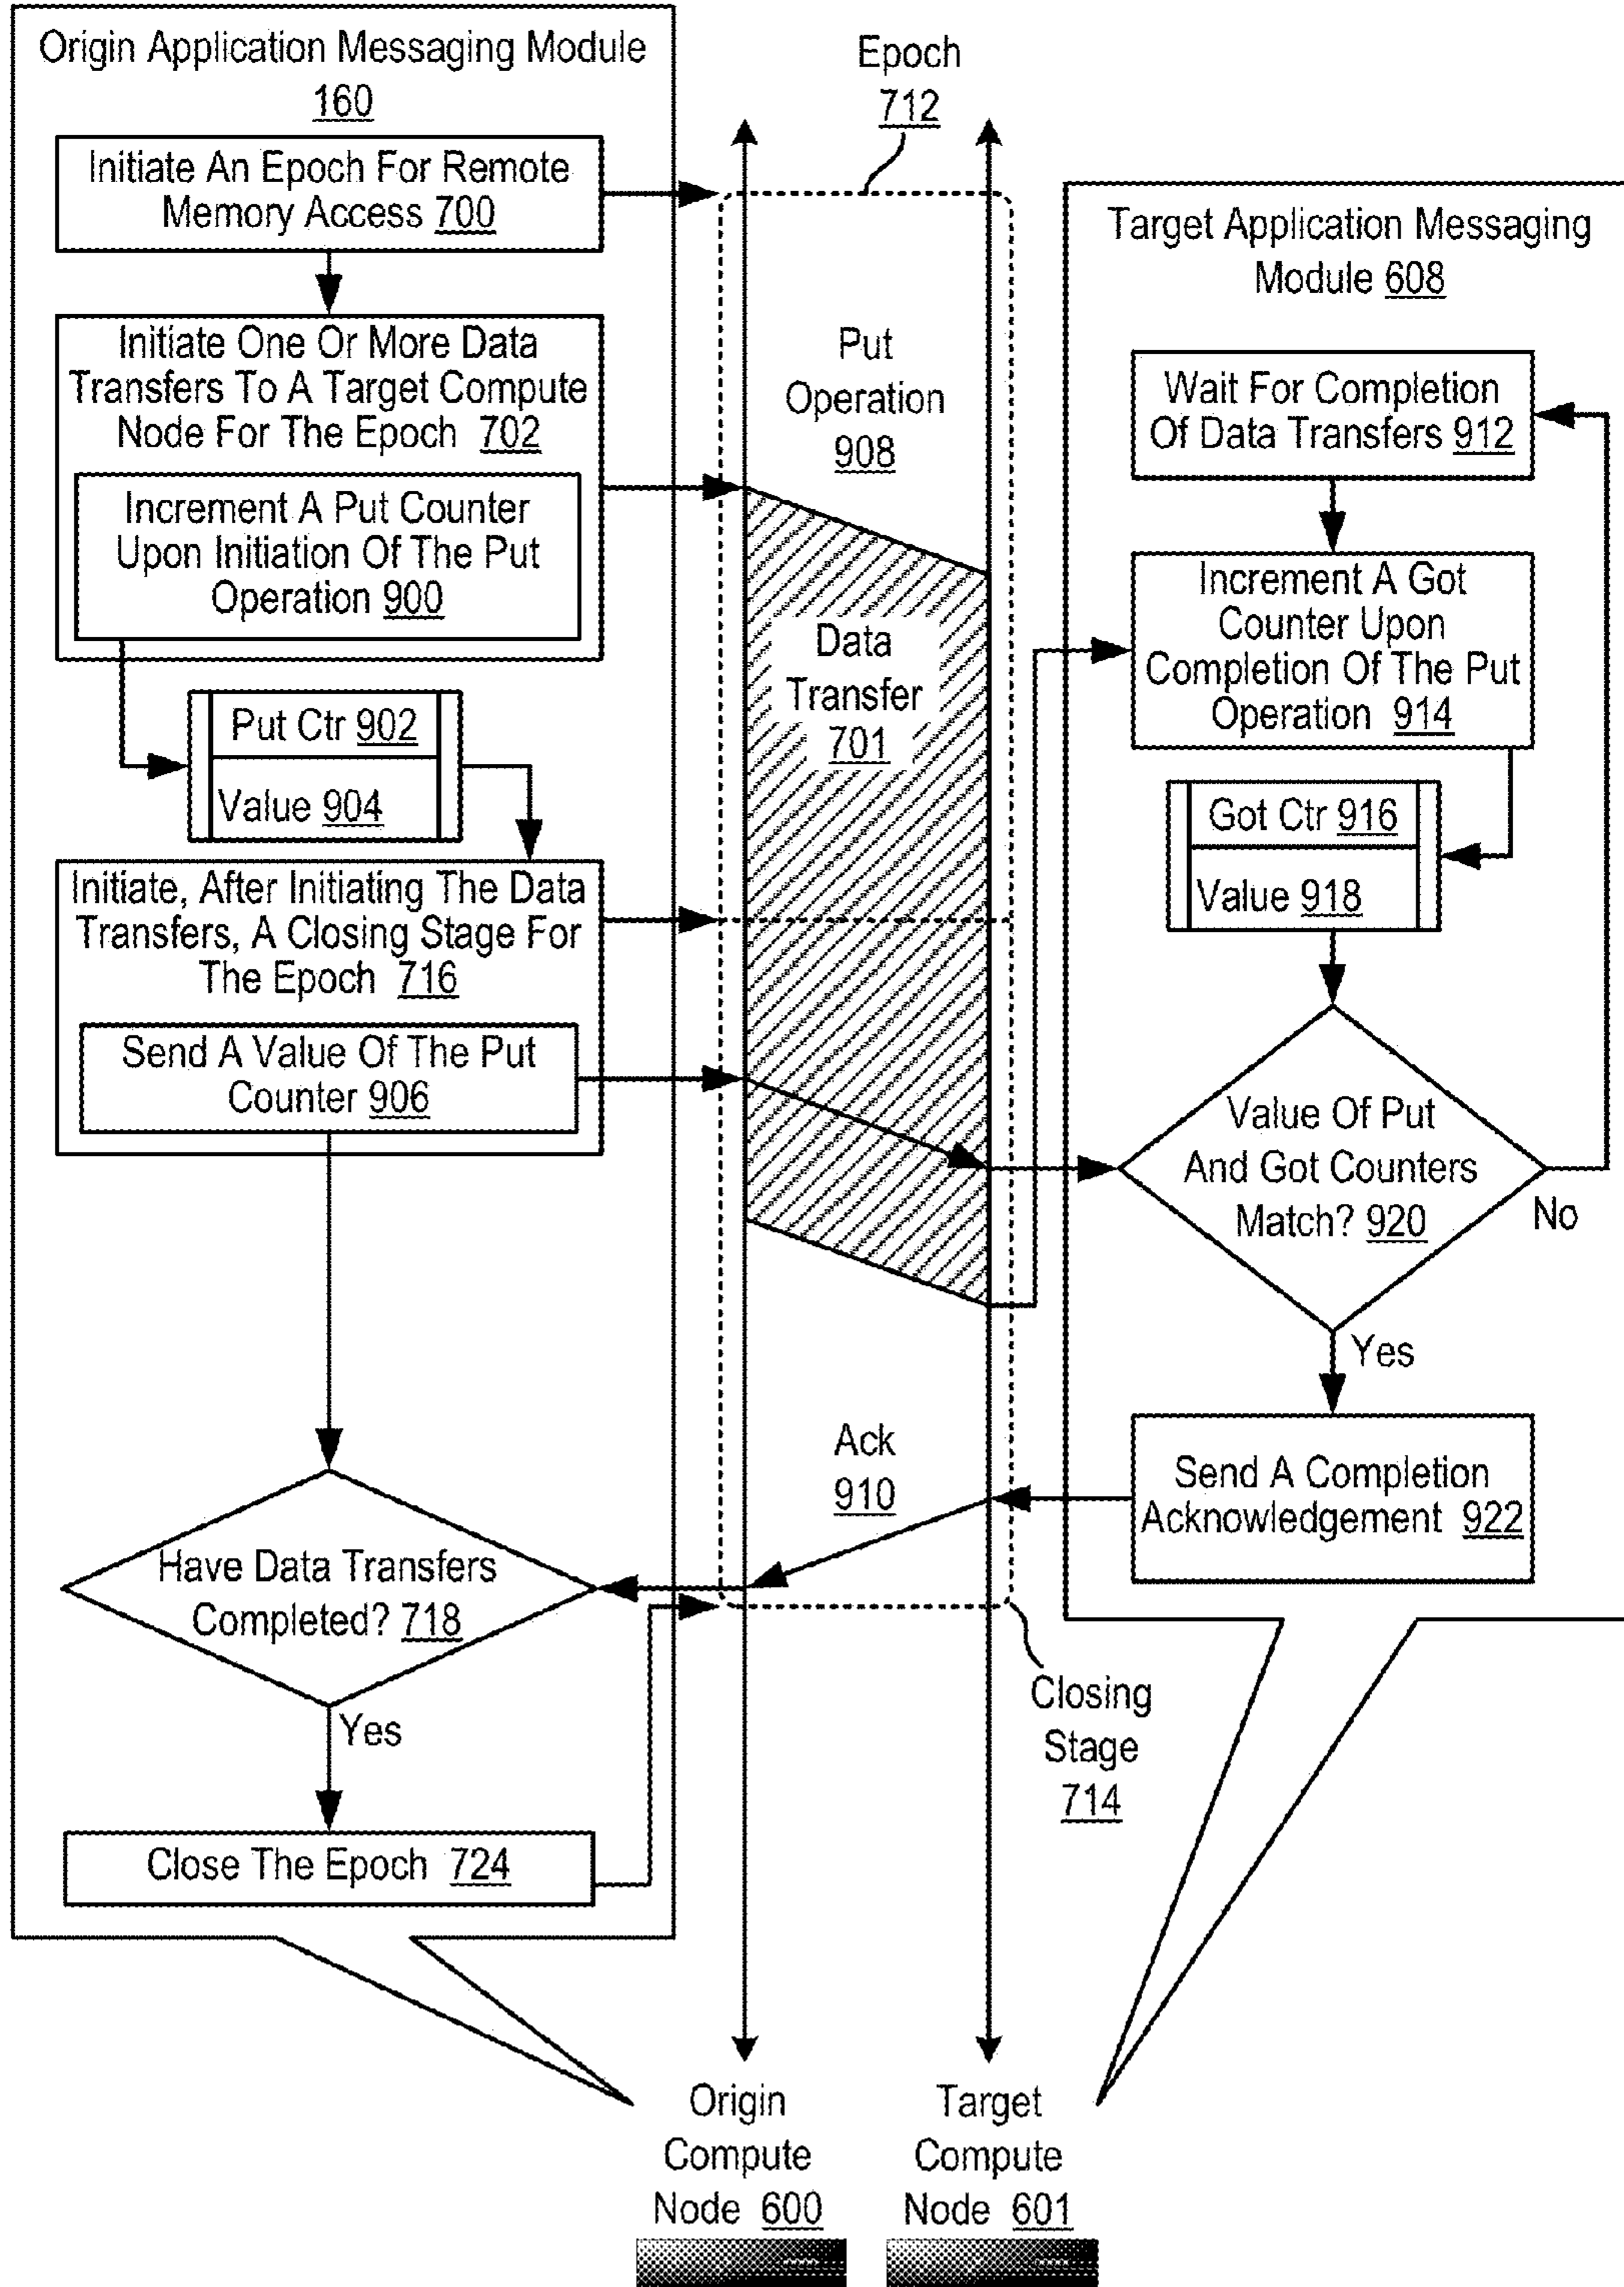 Origin Application Messaging Module
160
Initiate An Epoch For Remote
Memory Access 700
Initiate One Or More Data
Transfers To A Target Compute
Node For The Epoch 702
Increment A Put Counter
Upon Initiation Of The Put
Operation 900
Put Ctr 902
Value 904
Initiate, After Initiating The Data
Transfers, A Closing Stage For
The Epoch 716
Send A Value Of The Put
Counter 906
Have Data Transfers
Completed? 718
Yes
Close The Epoch 724
Epoch
712
Put
Operation
908
Data
Transfer
701
Ack
910
Closing
Stage
714
Target Application Messaging
Module 608
Wait For Completion
Of Data Transfers 912
Increment A Got
Counter Upon
Completion Of The Put
Operation 914
Got Ctr 916
Value 918
Value Of Put
And Got Counters
Match? 920
No
Yes
Send A Completion
Acknowledgement 922
Origin
Compute
Node 600
Target
Compute
Node 601